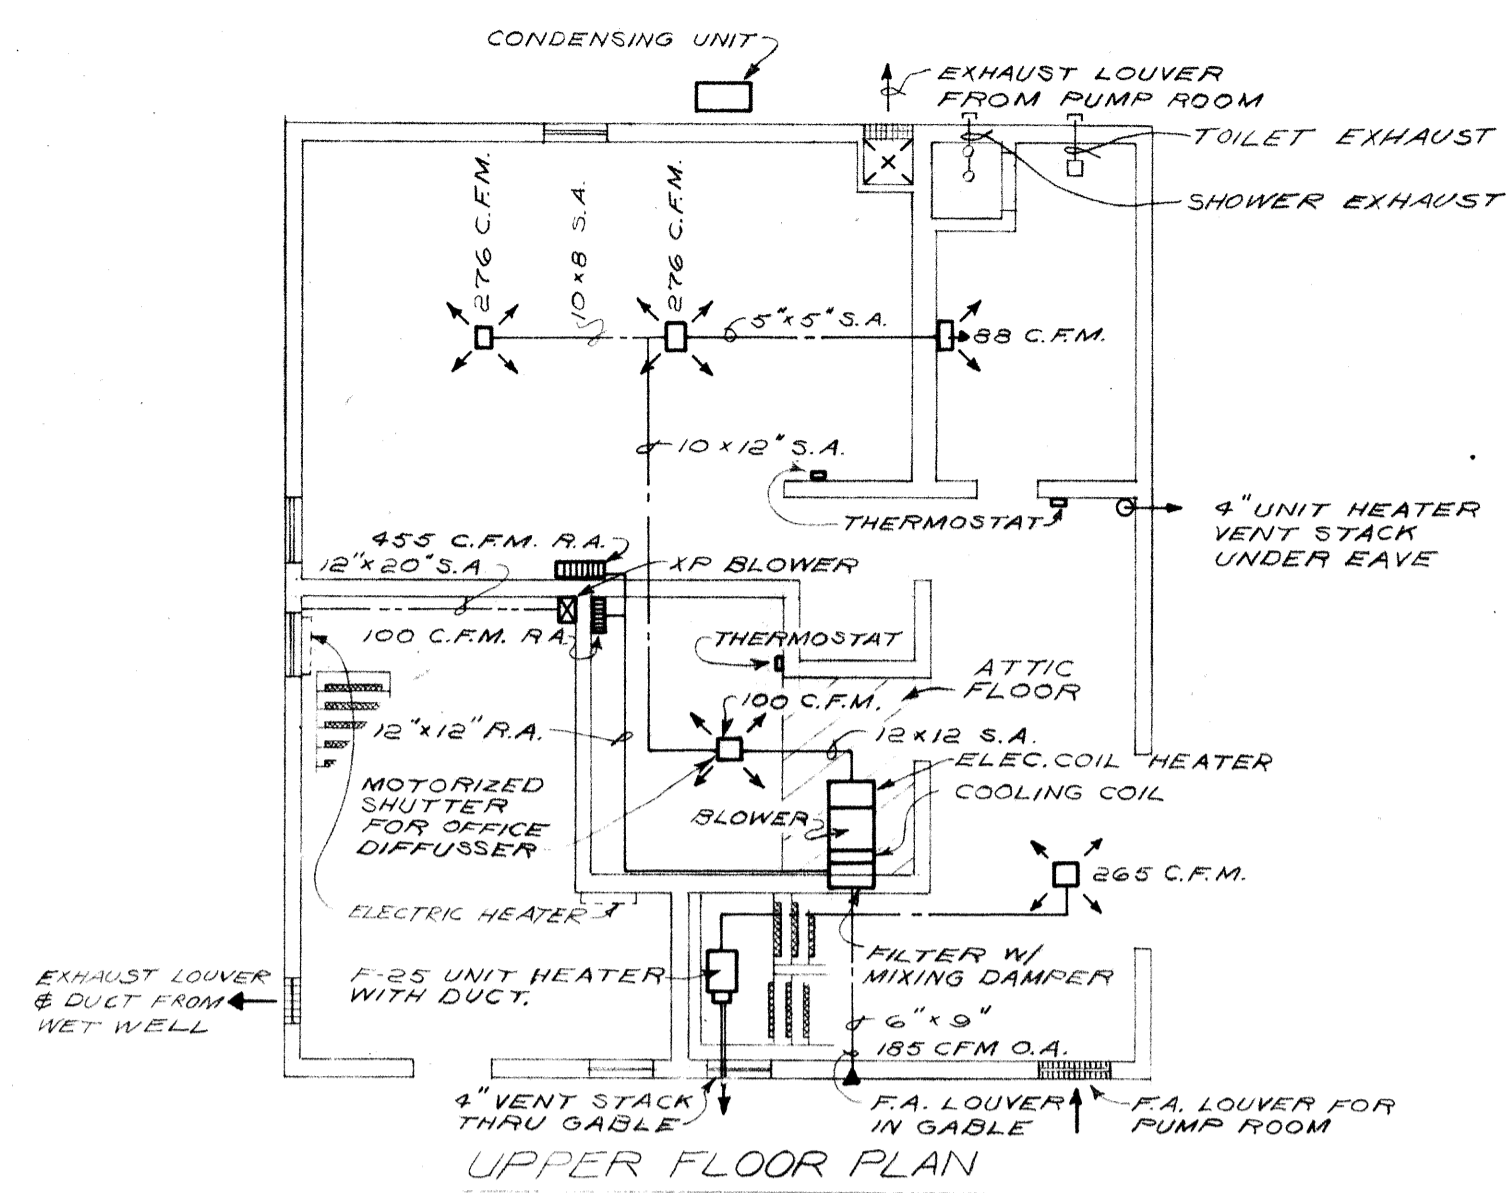 CONDENSING UNIT
EXHAUST LOUVER
FROM PUMP ROOM
TOILET EXHAUST
SHOWER EXHAUST
276 C.F.M.
10×8 S.A.
276 C.F.M.
5"×5" S.A.
88 C.F.M.
10×12" S.A.
THERMOSTAT
4" UNIT HEATER
VENT STACK
UNDER EAVE
455 C.F.M. R.A.
12"×20" S.A.
XP BLOWER
100 C.F.M. R.A.
THERMOSTAT
ATTIC
FLOOR
100 C.F.M.
12"×12" R.A.
12×12 S.A.
ELEC. COIL HEATER
COOLING COIL
MOTORIZED
SHUTTER
FOR OFFICE
DIFFUSSER
BLOWER
265 C.F.M.
ELECTRIC HEATER
FILTER W/
MIXING DAMPER
EXHAUST LOUVER
& DUCT FROM
WET WELL
F-25 UNIT HEATER
WITH DUCT.
6"×9"
185 CFM O.A.
4" VENT STACK
THRU GABLE
F.A. LOUVER
IN GABLE
F.A. LOUVER FOR
PUMP ROOM
UPPER FLOOR PLAN